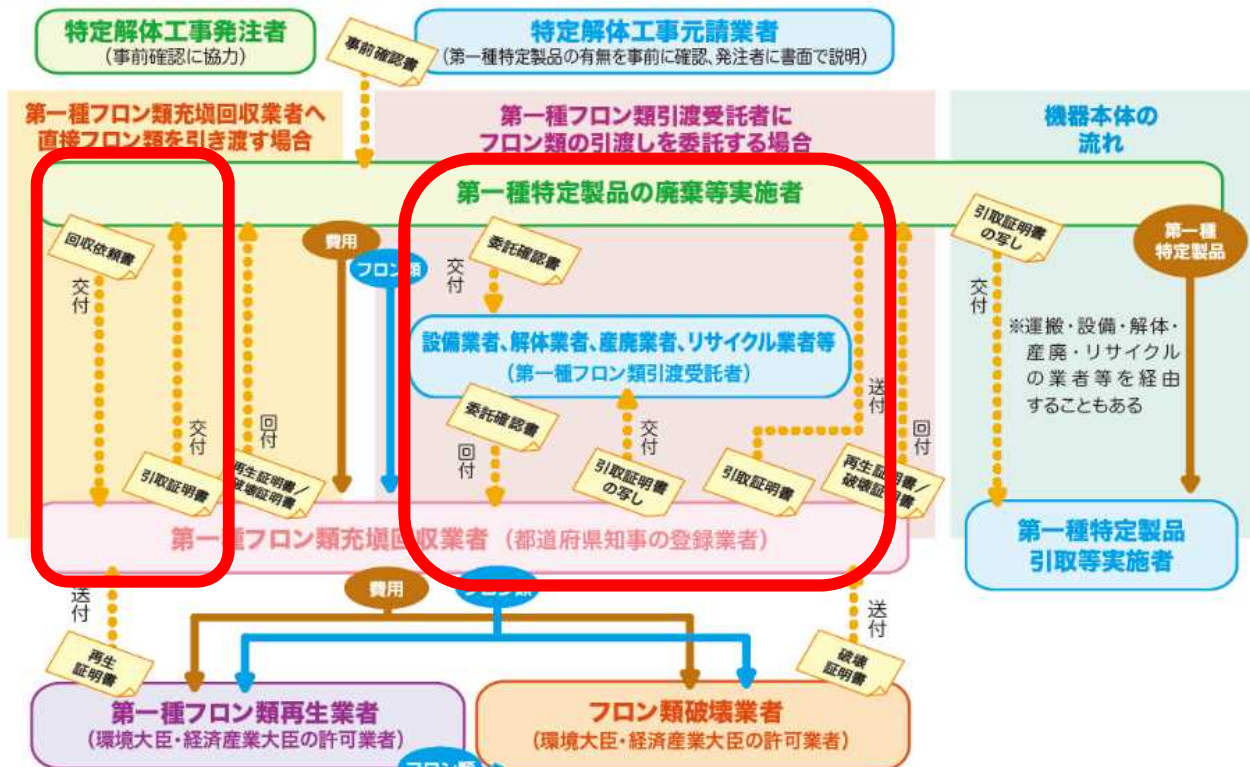 特定解体工事発注者
(事前確認に協力)
事前確認書
特定解体工事元請業者
(第一種特定製品の有無を事前に確認、発注者に書面で説明)
第一種フロン類充塡回収業者へ
直接フロン類を引き渡す場合
第一種フロン類引渡受託者に
フロン類の引渡しを委託する場合
機器本体の
流れ
第一種特定製品の廃棄等実施者
回収依頼書
交付
引取証明書
交付
再生証明書/
破壊証明書
回付
費用
フロン類
委託確認書
交付
設備業者、解体業者、産廃業者、リサイクル業者等
(第一種フロン類引渡受託者)
委託確認書
回付
引取証明書
の写し
交付
引取証明書
送付
再生証明書/
破壊証明書
回付
引取証明書
の写し
交付
第一種
特定製品
※運搬・設備・解体・
産廃・リサイクル
の業者等を経由
することもある
第一種フロン類充塡回収業者(都道府県知事の登録業者)
第一種特定製品
引取等実施者
送付
再生
証明書
費用
フロン類
送付
破壊
証明書
第一種フロン類再生業者
(環境大臣・経済産業大臣の許可業者)
フロン類破壊業者
(環境大臣・経済産業大臣の許可業者)
フロン類